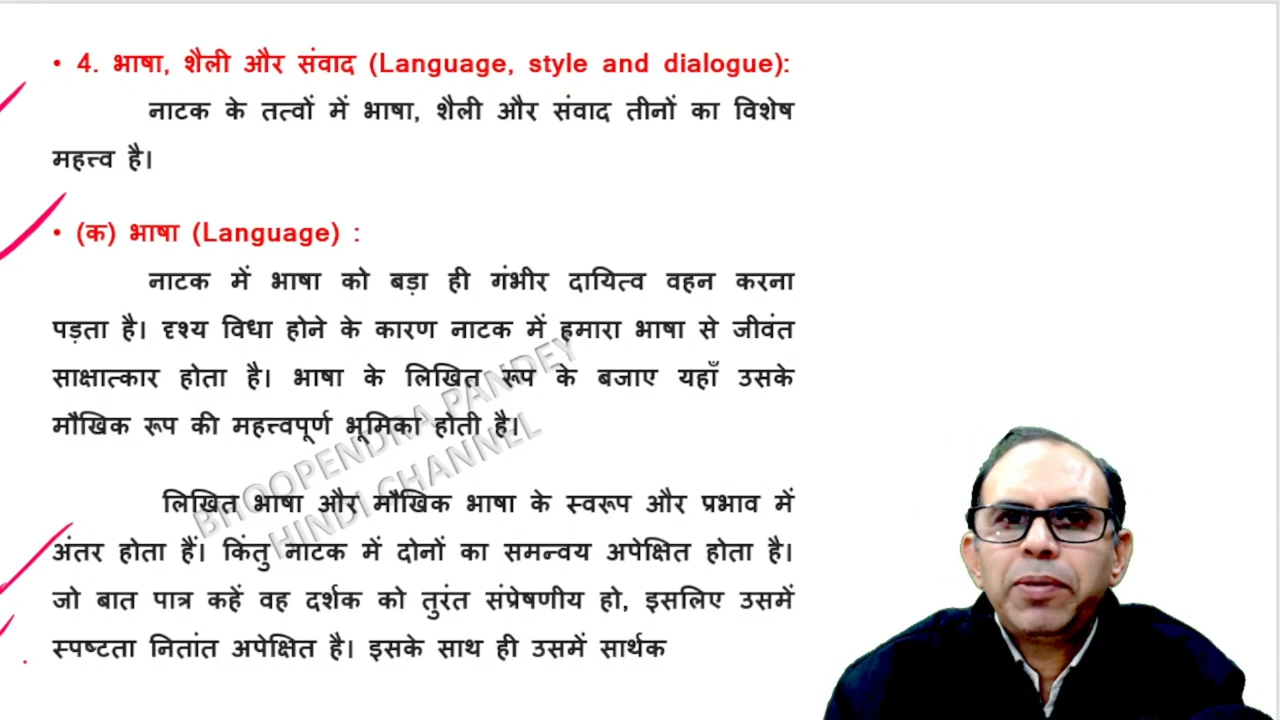 • 4. भाषा, शैली और संवाद (Language, style and dialogue):
नाटक के तत्वों में भाषा, शैली और संवाद तीनों का विशेष
महत्त्व है।
• (क) भाषा (Language) :
नाटक में भाषा को बड़ा ही गंभीर दायित्व वहन करना
पड़ता है। दृश्य विधा होने के कारण नाटक में हमारा भाषा से जीवंत
साक्षात्कार होता है। भाषा के लिखित रूप के बजाए यहाँ उसके
मौखिक रूप की महत्त्वपूर्ण भूमिका होती है।
लिखित भाषा और मौखिक भाषा के स्वरूप और प्रभाव में
अंतर होता हैं। किंतु नाटक में दोनों का समन्वय अपेक्षित होता है।
जो बात पात्र कहें वह दर्शक को तुरंत संप्रेषणीय हो, इसलिए उसमें
स्पष्टता नितांत अपेक्षित है। इसके साथ ही उसमें सार्थक
BHOOPENDRA PANDEY
HINDI CHANNEL